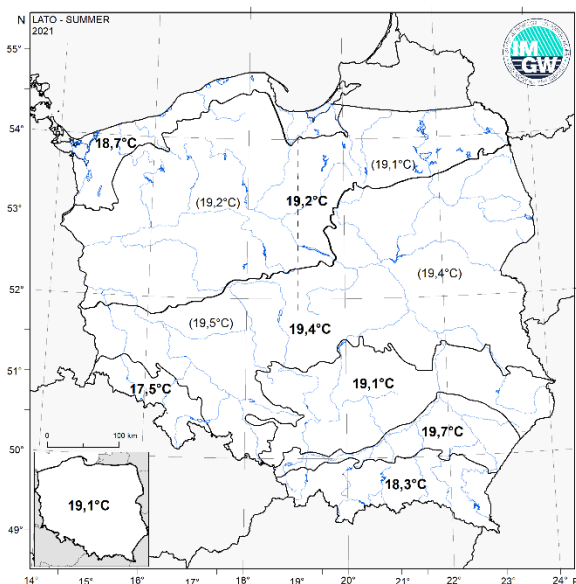 LATO - SUMMER
2021
IM
GW
55°
54°
53°
52°
51°
50°
49°
18,7°C
(19,1°C)
(19,2°C)
19,2°C
(19,4°C)
(19,5°C)
19,4°C
17,5°C
19,1°C
19,7°C
18,3°C
0
100 km
19,1°C
14°
15°
16°
17°
18°
19°
20°
21°
22°
23°
24°